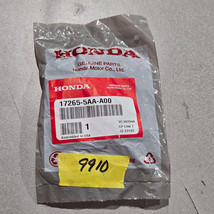 HONDA
GENUINE PARTS
Honda Motor Co., Ltd.
HONDA
17265-5AA-A00
1
9910